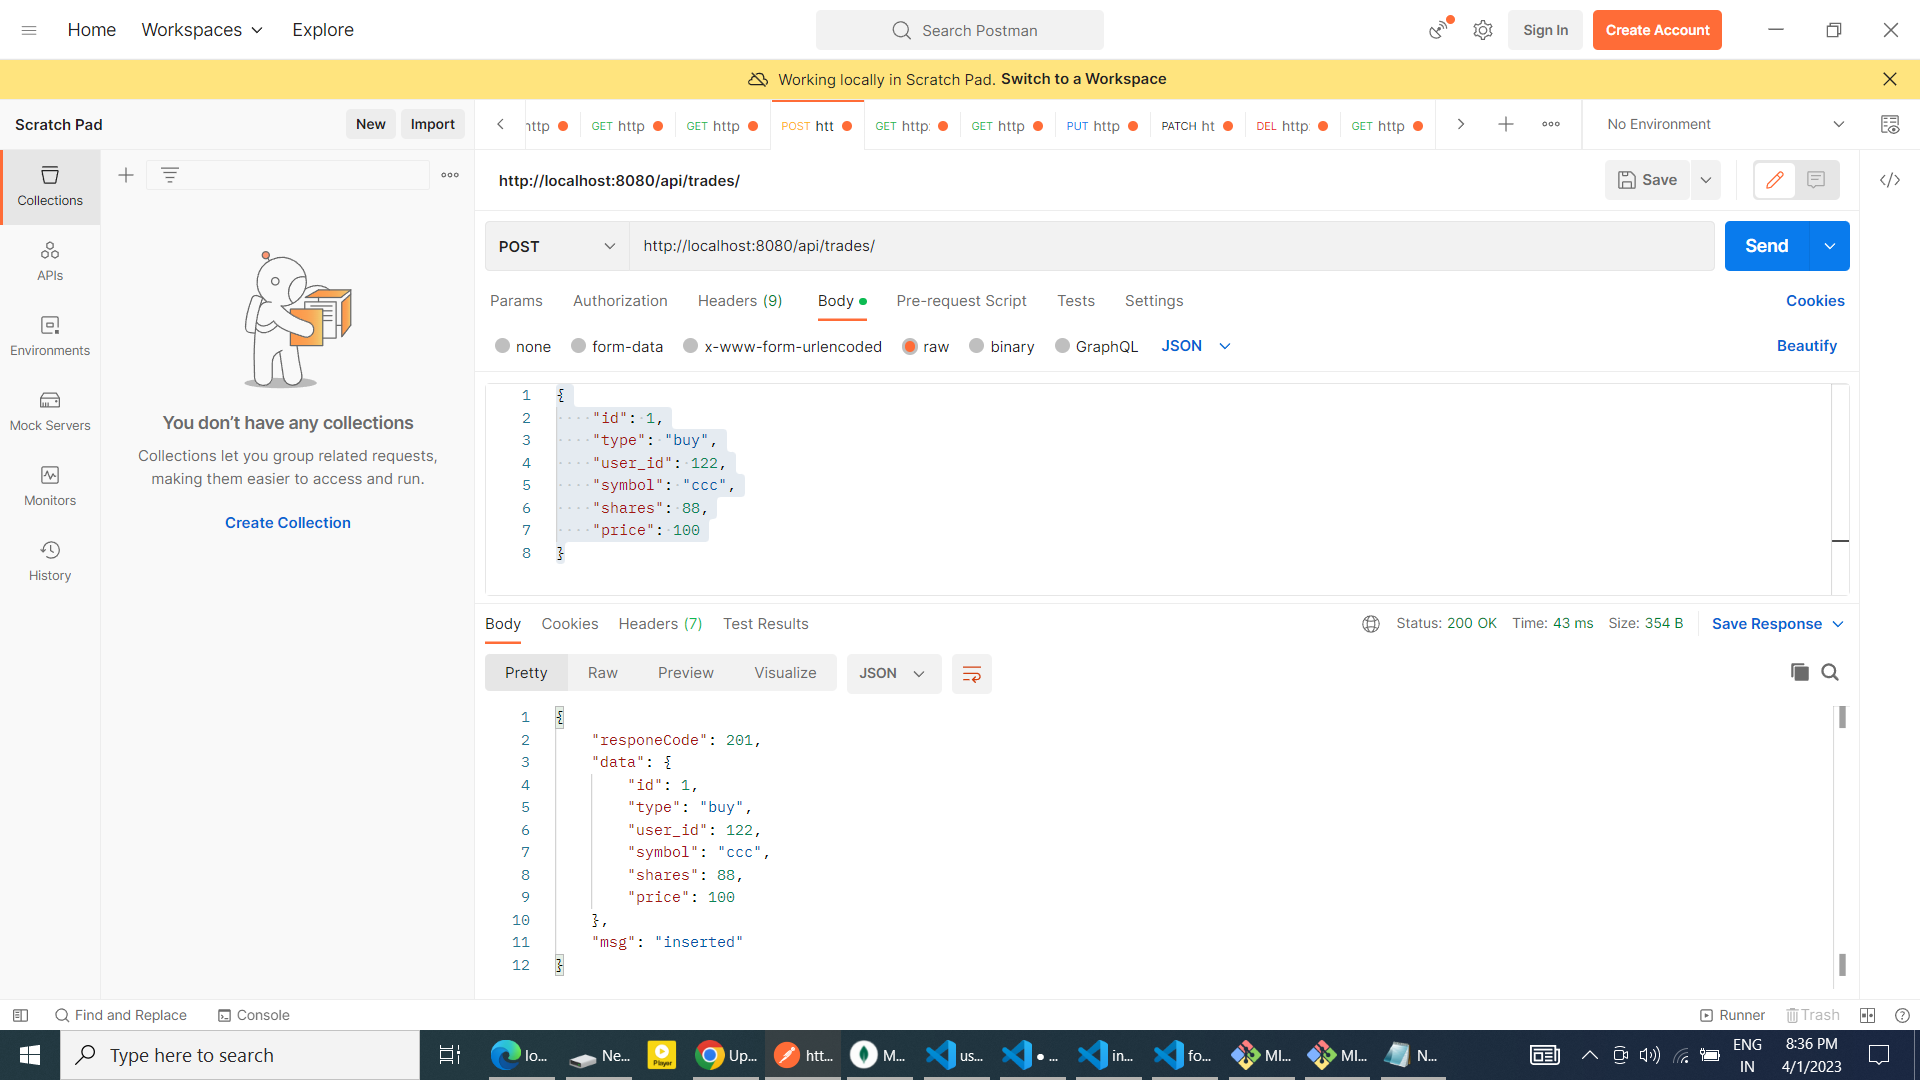 Home Workspaces Explore
Search Postman
Sign In
Create Account
Working locally in Scratch Pad. Switch to a Workspace
Scratch Pad
New
Import
http
GET http
GET http
POST htt
GET http
GET http
PUT http
PATCH ht
DEL http
GET http
No Environment
Collections
APIs
Environments
Mock Servers
Monitors
History
You don’t have any collections
Collections let you group related requests,
making them easier to access and run.
Create Collection
http://localhost:8080/api/trades/
Save
POST
http://localhost:8080/api/trades/
Send
Params Authorization Headers (9) Body Pre-request Script Tests Settings
Cookies
none form-data x-www-form-urlencoded raw binary GraphQL JSON
Beautify
1 {
2 "id": 1,
3 "type": "buy",
4 "user_id": 122,
5 "symbol": "ccc",
6 "shares": 88,
7 "price": 100
8 }
Body Cookies Headers (7) Test Results
Status: 200 OK Time: 43 ms Size: 354 B
Save Response
Pretty Raw Preview Visualize
JSON
1 {
2 "responeCode": 201,
3 "data": {
4 "id": 1,
5 "type": "buy",
6 "user_id": 122,
7 "symbol": "ccc",
8 "shares": 88,
9 "price": 100
10 },
11 "msg": "inserted"
12 }
Find and Replace
Console
Runner
Trash
Type here to search
lo...
Ne...
Player
Up...
htt...
M...
us...
● ...
in...
fo...
MI...
MI...
N...
ENG
IN
8:36 PM
4/1/2023